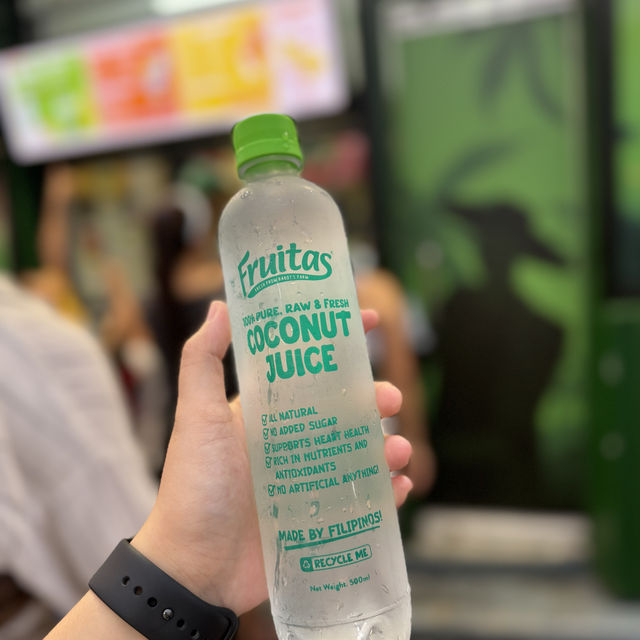 Fruitas
FRESH FROM BABOT'S FARM
100% PURE, RAW & FRESH
COCONUT
JUICE
ALL NATURAL
NO ADDED SUGAR
SUPPORTS HEART HEALTH
RICH IN NUTRIENTS AND
ANTIOXIDANTS
NO ARTIFICIAL ANYTHING!
MADE BY FILIPINOS!
RECYCLE ME
Net Weight. 500ml